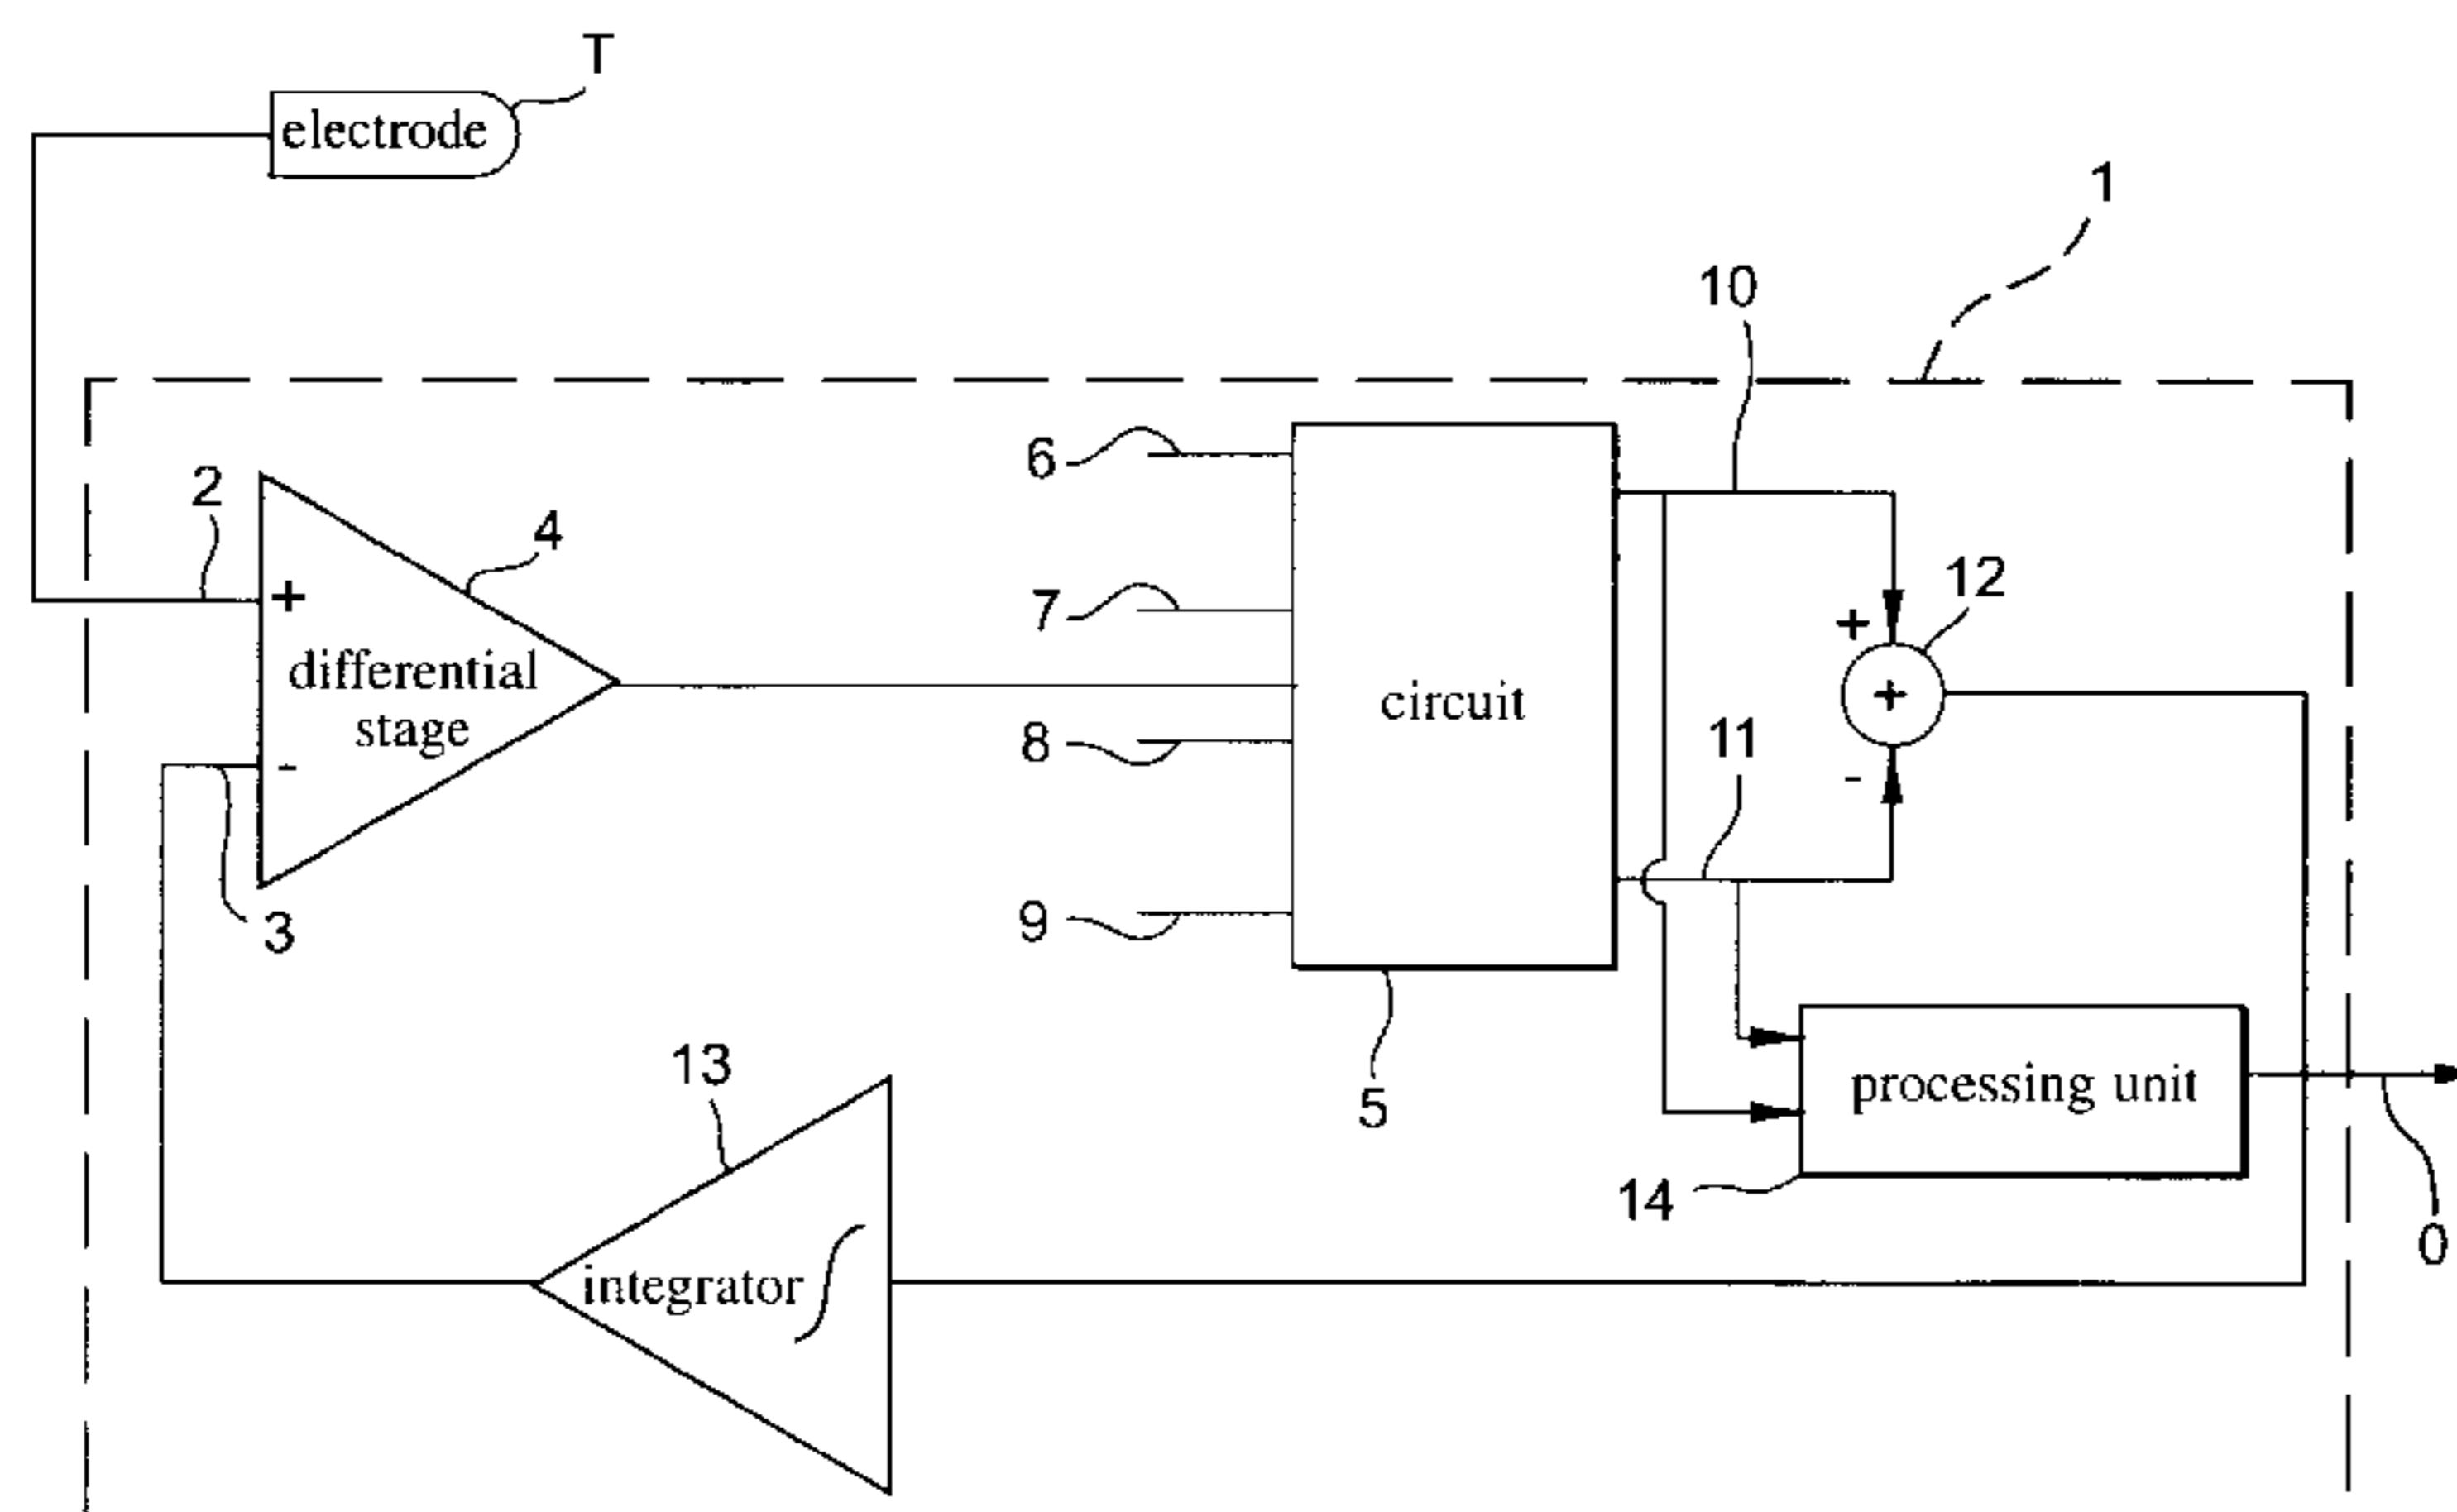 T
electrode
1
10
6
2
4
+
7
12
+
differential
stage
circuit
+
8
11
-
-
3
9
5
13
processing unit
14
integrator
0